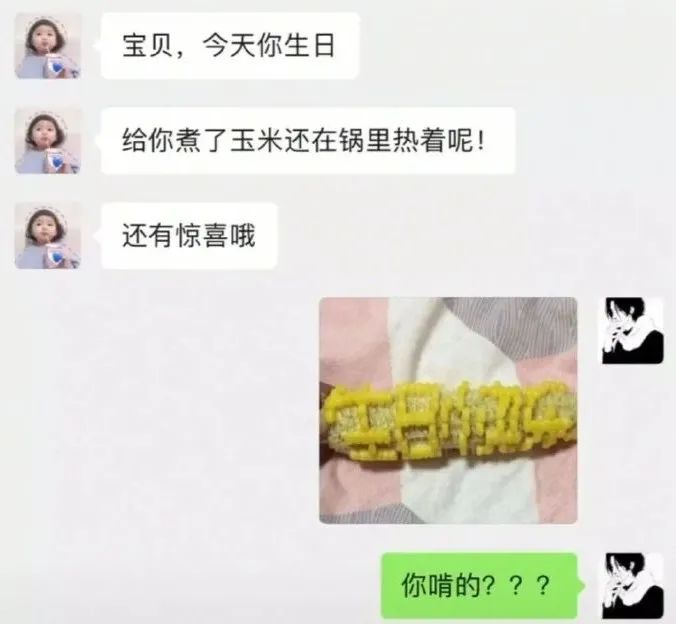 宝贝，今天你生日
给你煮了玉米还在锅里热着呢！
还有惊喜哦
生日快乐
你啃的？？？